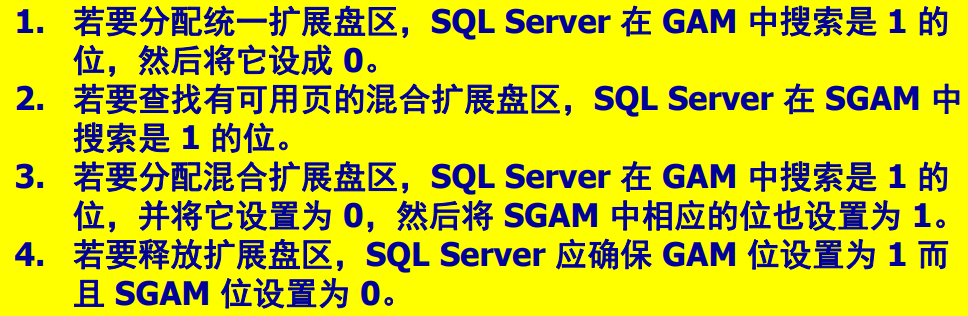 1. 若要分配统一扩展盘区，SQL Server 在 GAM 中搜索是 1 的
位，然后将它设成 0。
2. 若要查找有可用页的混合扩展盘区，SQL Server 在 SGAM 中
搜索是 1 的位。
3. 若要分配混合扩展盘区，SQL Server 在 GAM 中搜索是 1 的
位，并将它设置为 0，然后将 SGAM 中相应的位也设置为 1。
4. 若要释放扩展盘区，SQL Server 应确保 GAM 位设置为 1 而
且 SGAM 位设置为 0。